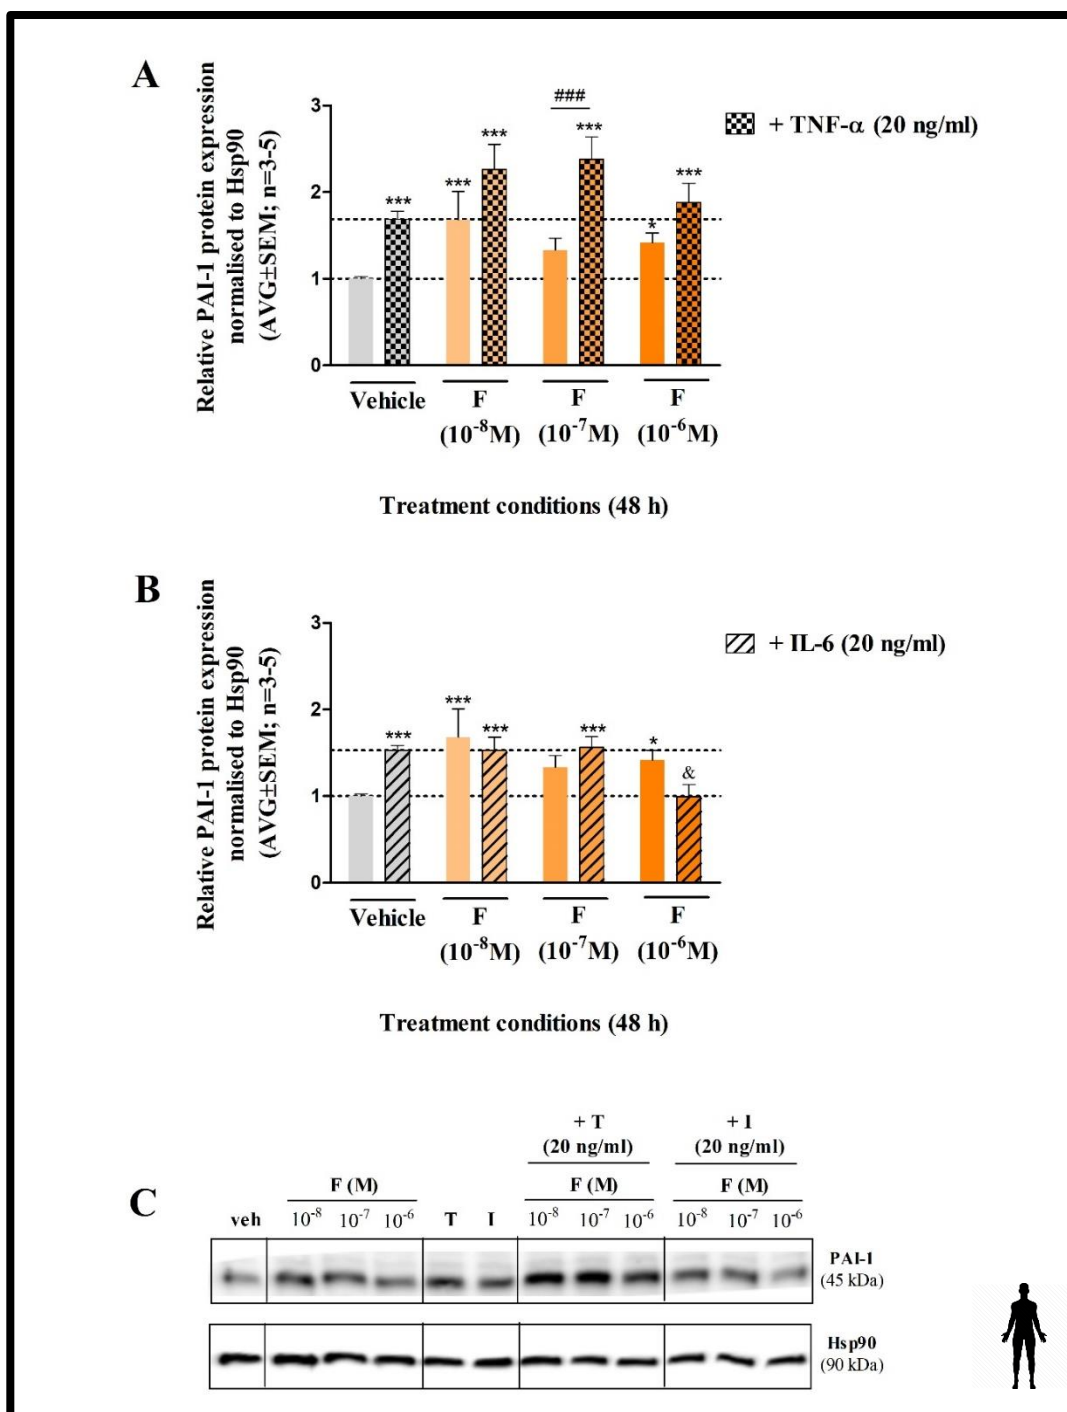 A
Relative PAI-1 protein expression
normalised to Hsp90
(AVG±SEM; n=3-5)
3
2
1
0
***
***
***
###
***
*
***
+ TNF-α (20 ng/ml)
Vehicle
F
(10⁻⁸M)
F
(10⁻⁷M)
F
(10⁻⁶M)
Treatment conditions (48 h)
B
Relative PAI-1 protein expression
normalised to Hsp90
(AVG±SEM; n=3-5)
3
2
1
0
***
***
***
***
*
&
+ IL-6 (20 ng/ml)
Vehicle
F
(10⁻⁸M)
F
(10⁻⁷M)
F
(10⁻⁶M)
Treatment conditions (48 h)
C
+ T
(20 ng/ml)
+ I
(20 ng/ml)
F (M)
F (M)
F (M)
veh 10⁻⁸ 10⁻⁷ 10⁻⁶ T I 10⁻⁸ 10⁻⁷ 10⁻⁶ 10⁻⁸ 10⁻⁷ 10⁻⁶
PAI-1
(45 kDa)
Hsp90
(90 kDa)